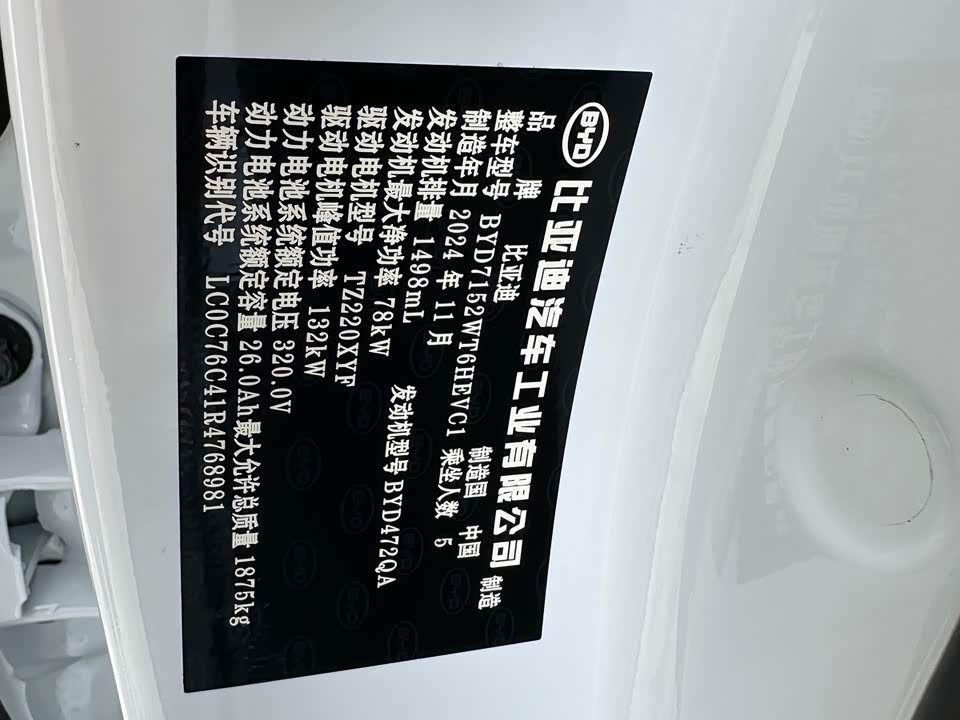 BYD 比亚迪汽车工业有限公司 制造
品 牌 比亚迪 制造国 中国
整车型号 BYD7152WT6HEVC1 乘坐人数 5
制造年月 2024 年 11 月
发动机排量 1498mL 发动机型号 BYD472QA
发动机最大净功率 78kW
驱动电机型号 TZ220XYF
驱动电机峰值功率 132kW
动力电池系统额定电压 320.0V
动力电池系统额定容量 26.0Ah 最大允许总质量 1875kg
车辆识别代号 LC0C76C41R4768981